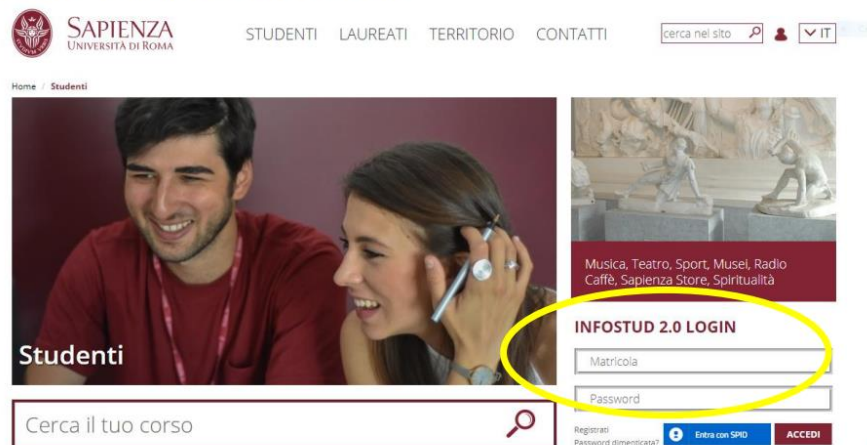 SAPIENZA
UNIVERSITÀ DI ROMA
STUDENTI LAUREATI TERRITORIO CONTATTI
cerca nel sito
IT
Home / Studenti
Studenti
Musica, Teatro, Sport, Musei, Radio
Caffè, Sapienza Store, Spiritualità
INFOSTUD 2.0 LOGIN
Matricola
Password
Cerca il tuo corso
Registrati
Password dimenticata?
Entra con SPID
ACCEDI